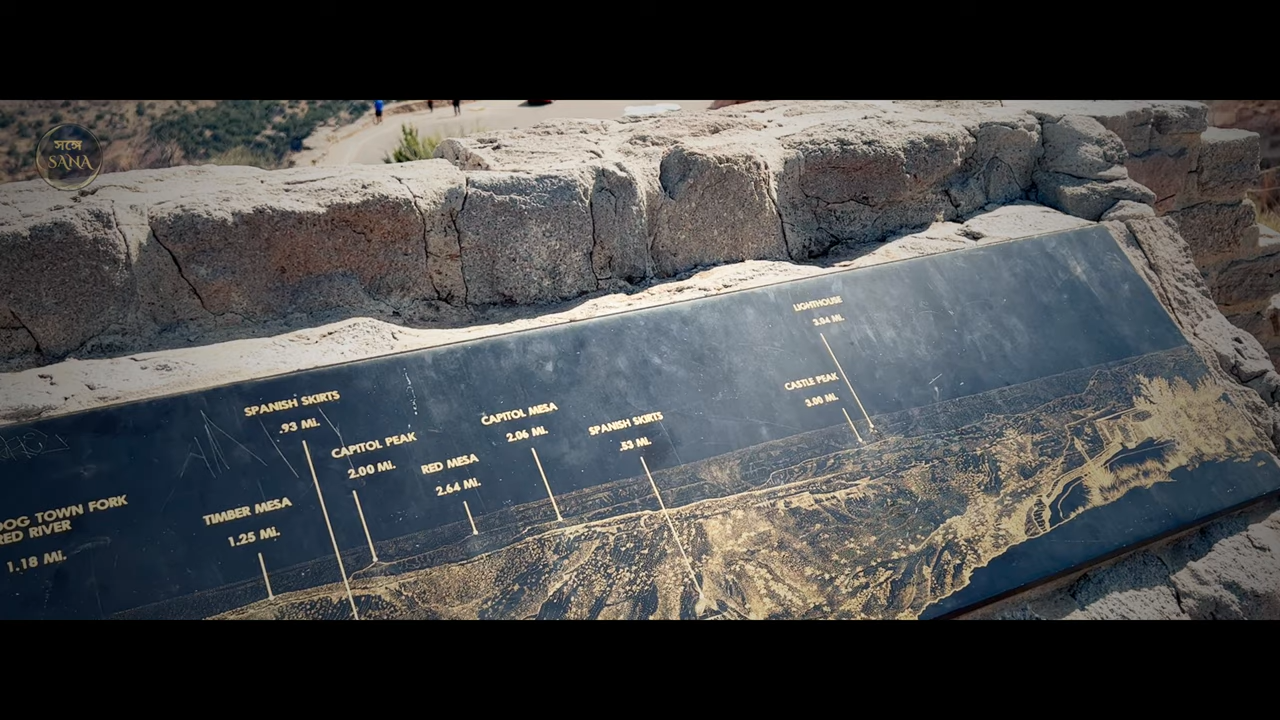 সঙ্গে
SANA
LIGHTHOUSE
2.94 MI.
CASTLE PEAK
3.00 MI.
SPANISH SKIRTS
.93 MI.
CAPITOL PEAK
2.00 MI.
RED MESA
2.64 MI.
CAPITOL MESA
2.06 MI.
SPANISH SKIRTS
.53 MI.
DOG TOWN FORK
RED RIVER
1.18 MI.
TIMBER MESA
1.25 MI.